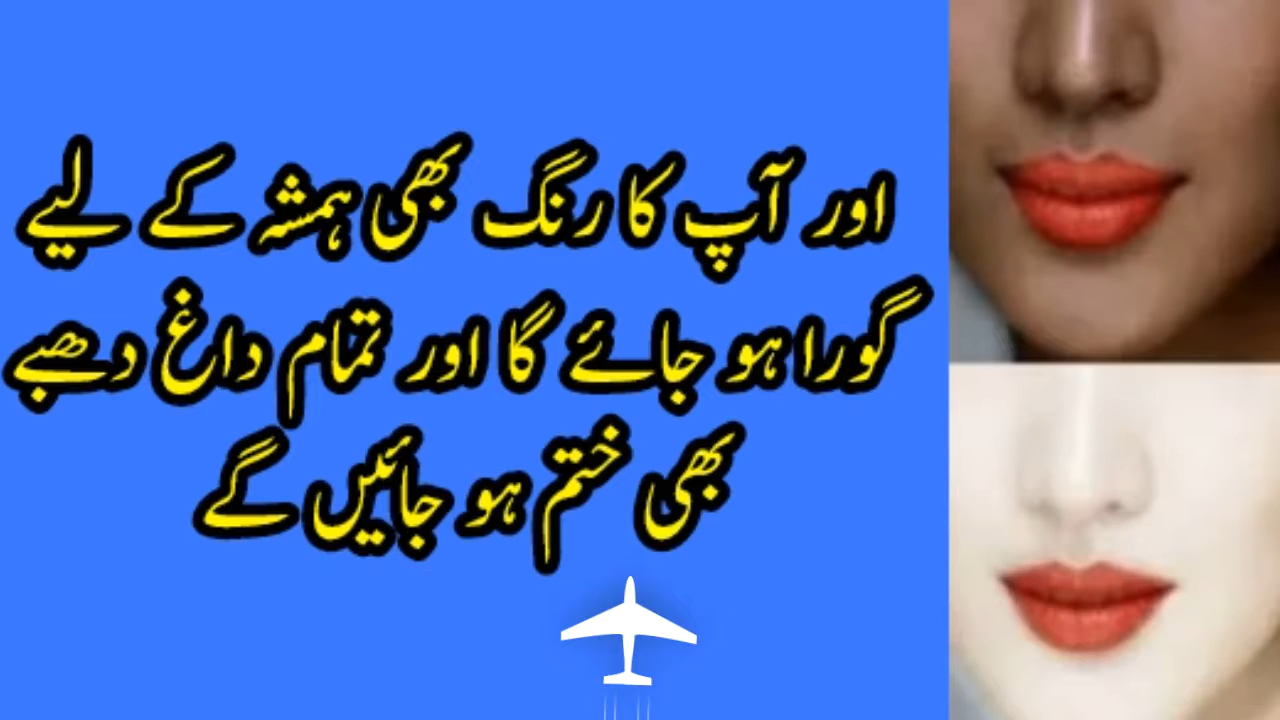 اور آپ کا رنگ بھی ہمشہ کے لیے
گورا ہو جائے گا اور تمام داغ دھبے
بھی ختم ہو جائیں گے